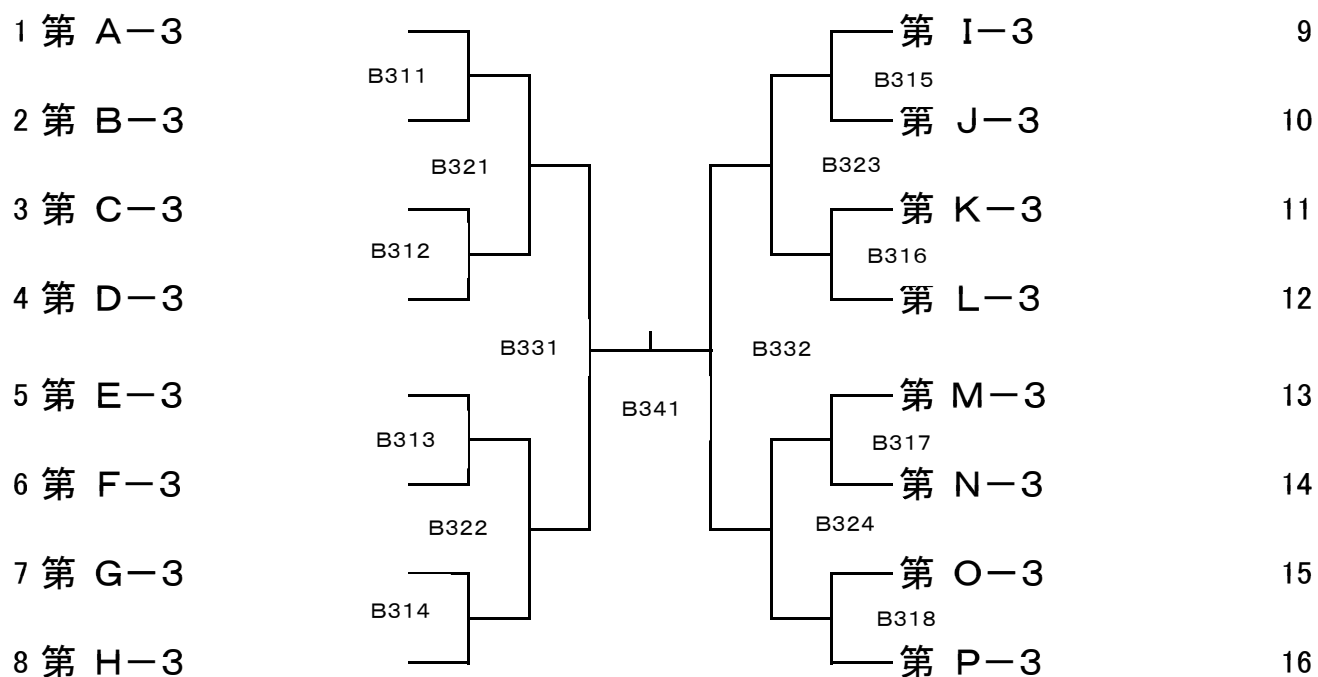 1 第 A－3 第 I－3 9
B311 B315
2 第 B－3 第 J－3 10
B321 B323
3 第 C－3 第 K－3 11
B312 B316
4 第 D－3 第 L－3 12
B331 B332
5 第 E－3 第 M－3 13
B341
B313 B317
6 第 F－3 第 N－3 14
B322 B324
7 第 G－3 第 O－3 15
B314 B318
8 第 H－3 第 P－3 16